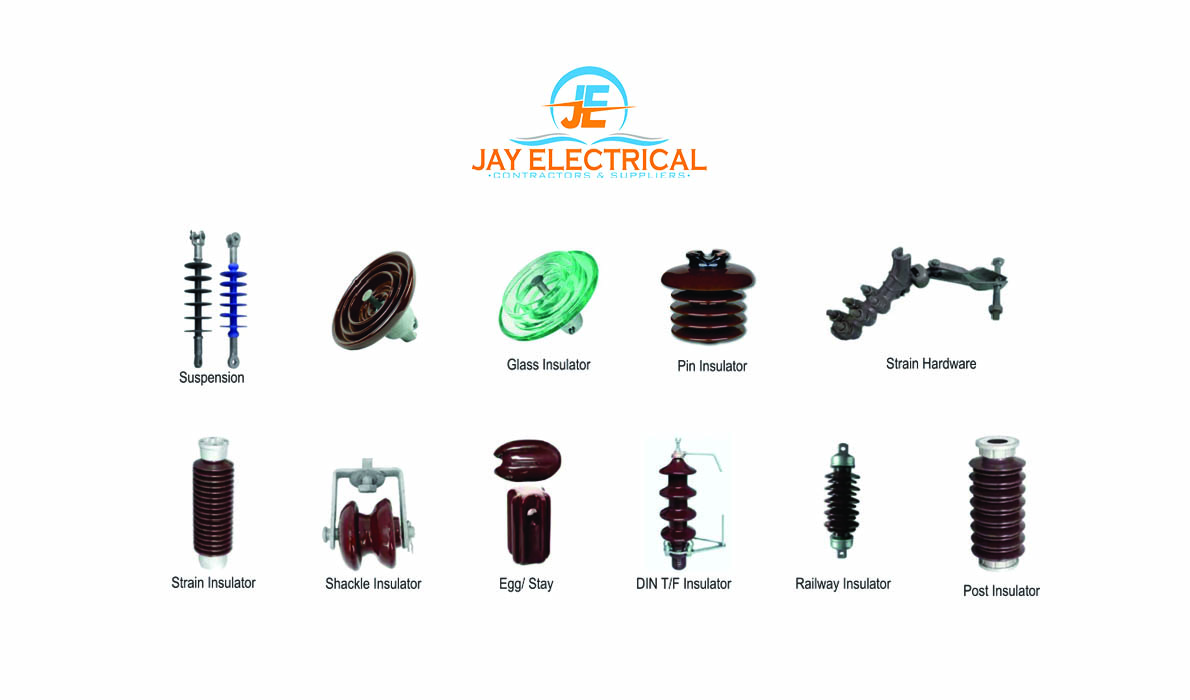 JE
JAY ELECTRICAL
•CONTRACTORS & SUPPLIERS•
Suspension
Glass Insulator
Pin Insulator
Strain Hardware
Strain Insulator
Shackle Insulator
Egg/ Stay
DIN T/F Insulator
Railway Insulator
Post Insulator